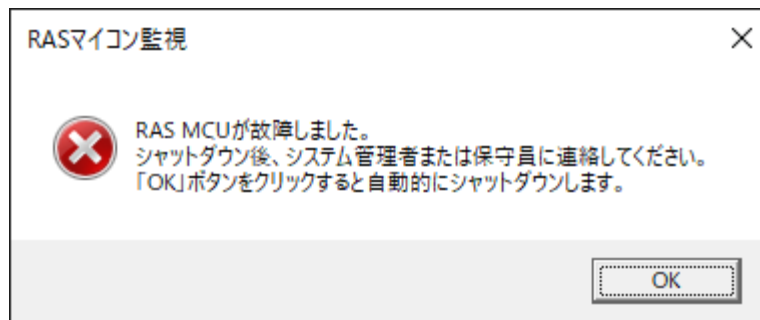 RASマイコン監視
RAS MCUが故障しました。
シャットダウン後、システム管理者または保守員に連絡してください。
「OK」ボタンをクリックすると自動的にシャットダウンします。
OK